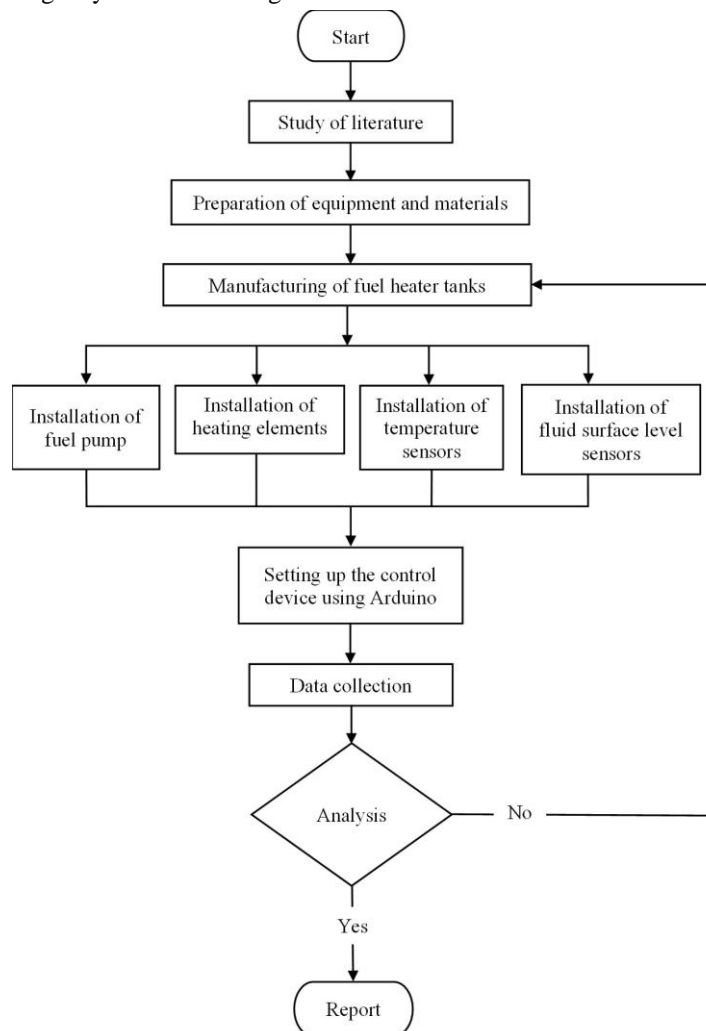 Start
Study of literature
Preparation of equipment and materials
Manufacturing of fuel heater tanks
Installation of
fuel pump
Installation of
heating elements
Installation of
temperature
sensors
Installation of
fluid surface level
sensors
Setting up the control
device using Arduino
Data collection
Analysis
No
Yes
Report